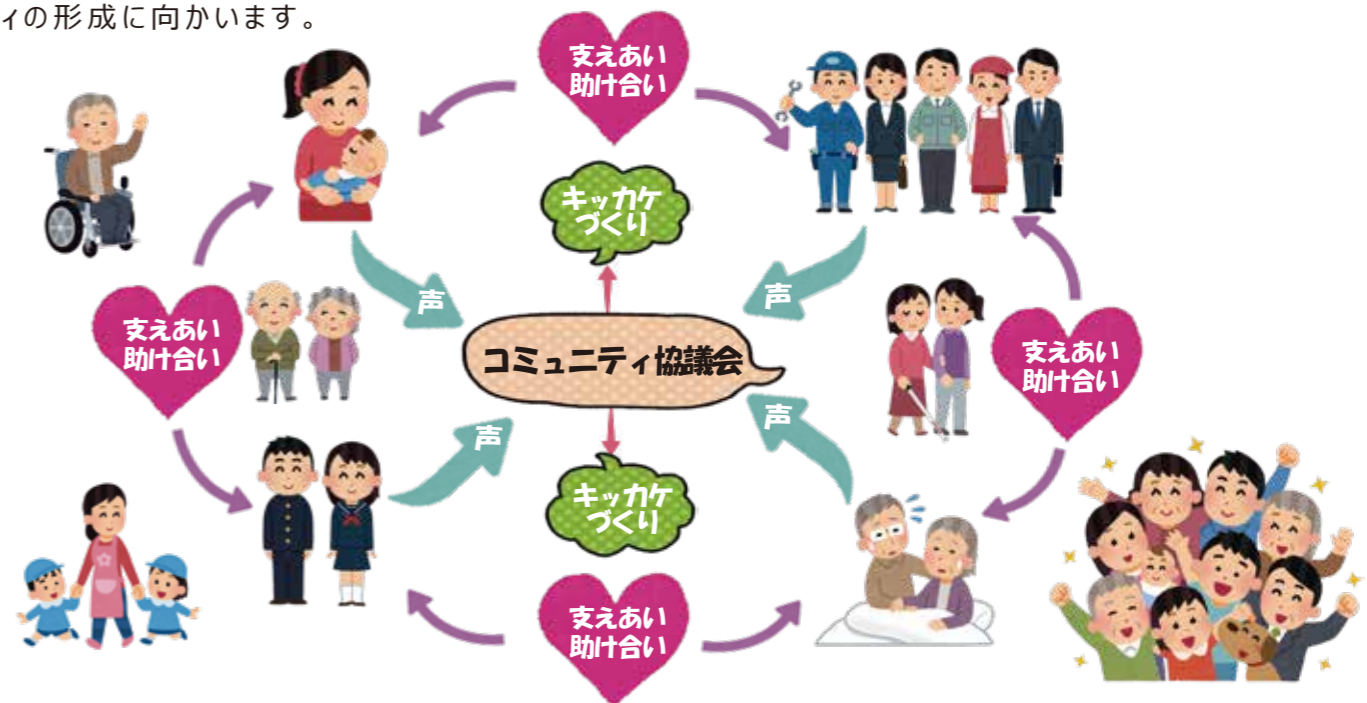 ィの形成に向かいます。
支えあい
助け合い
キッカケ
づくり
声
声
支えあい
助け合い
コミュニティ協議会
支えあい
助け合い
声
声
キッカケ
づくり
支えあい
助け合い